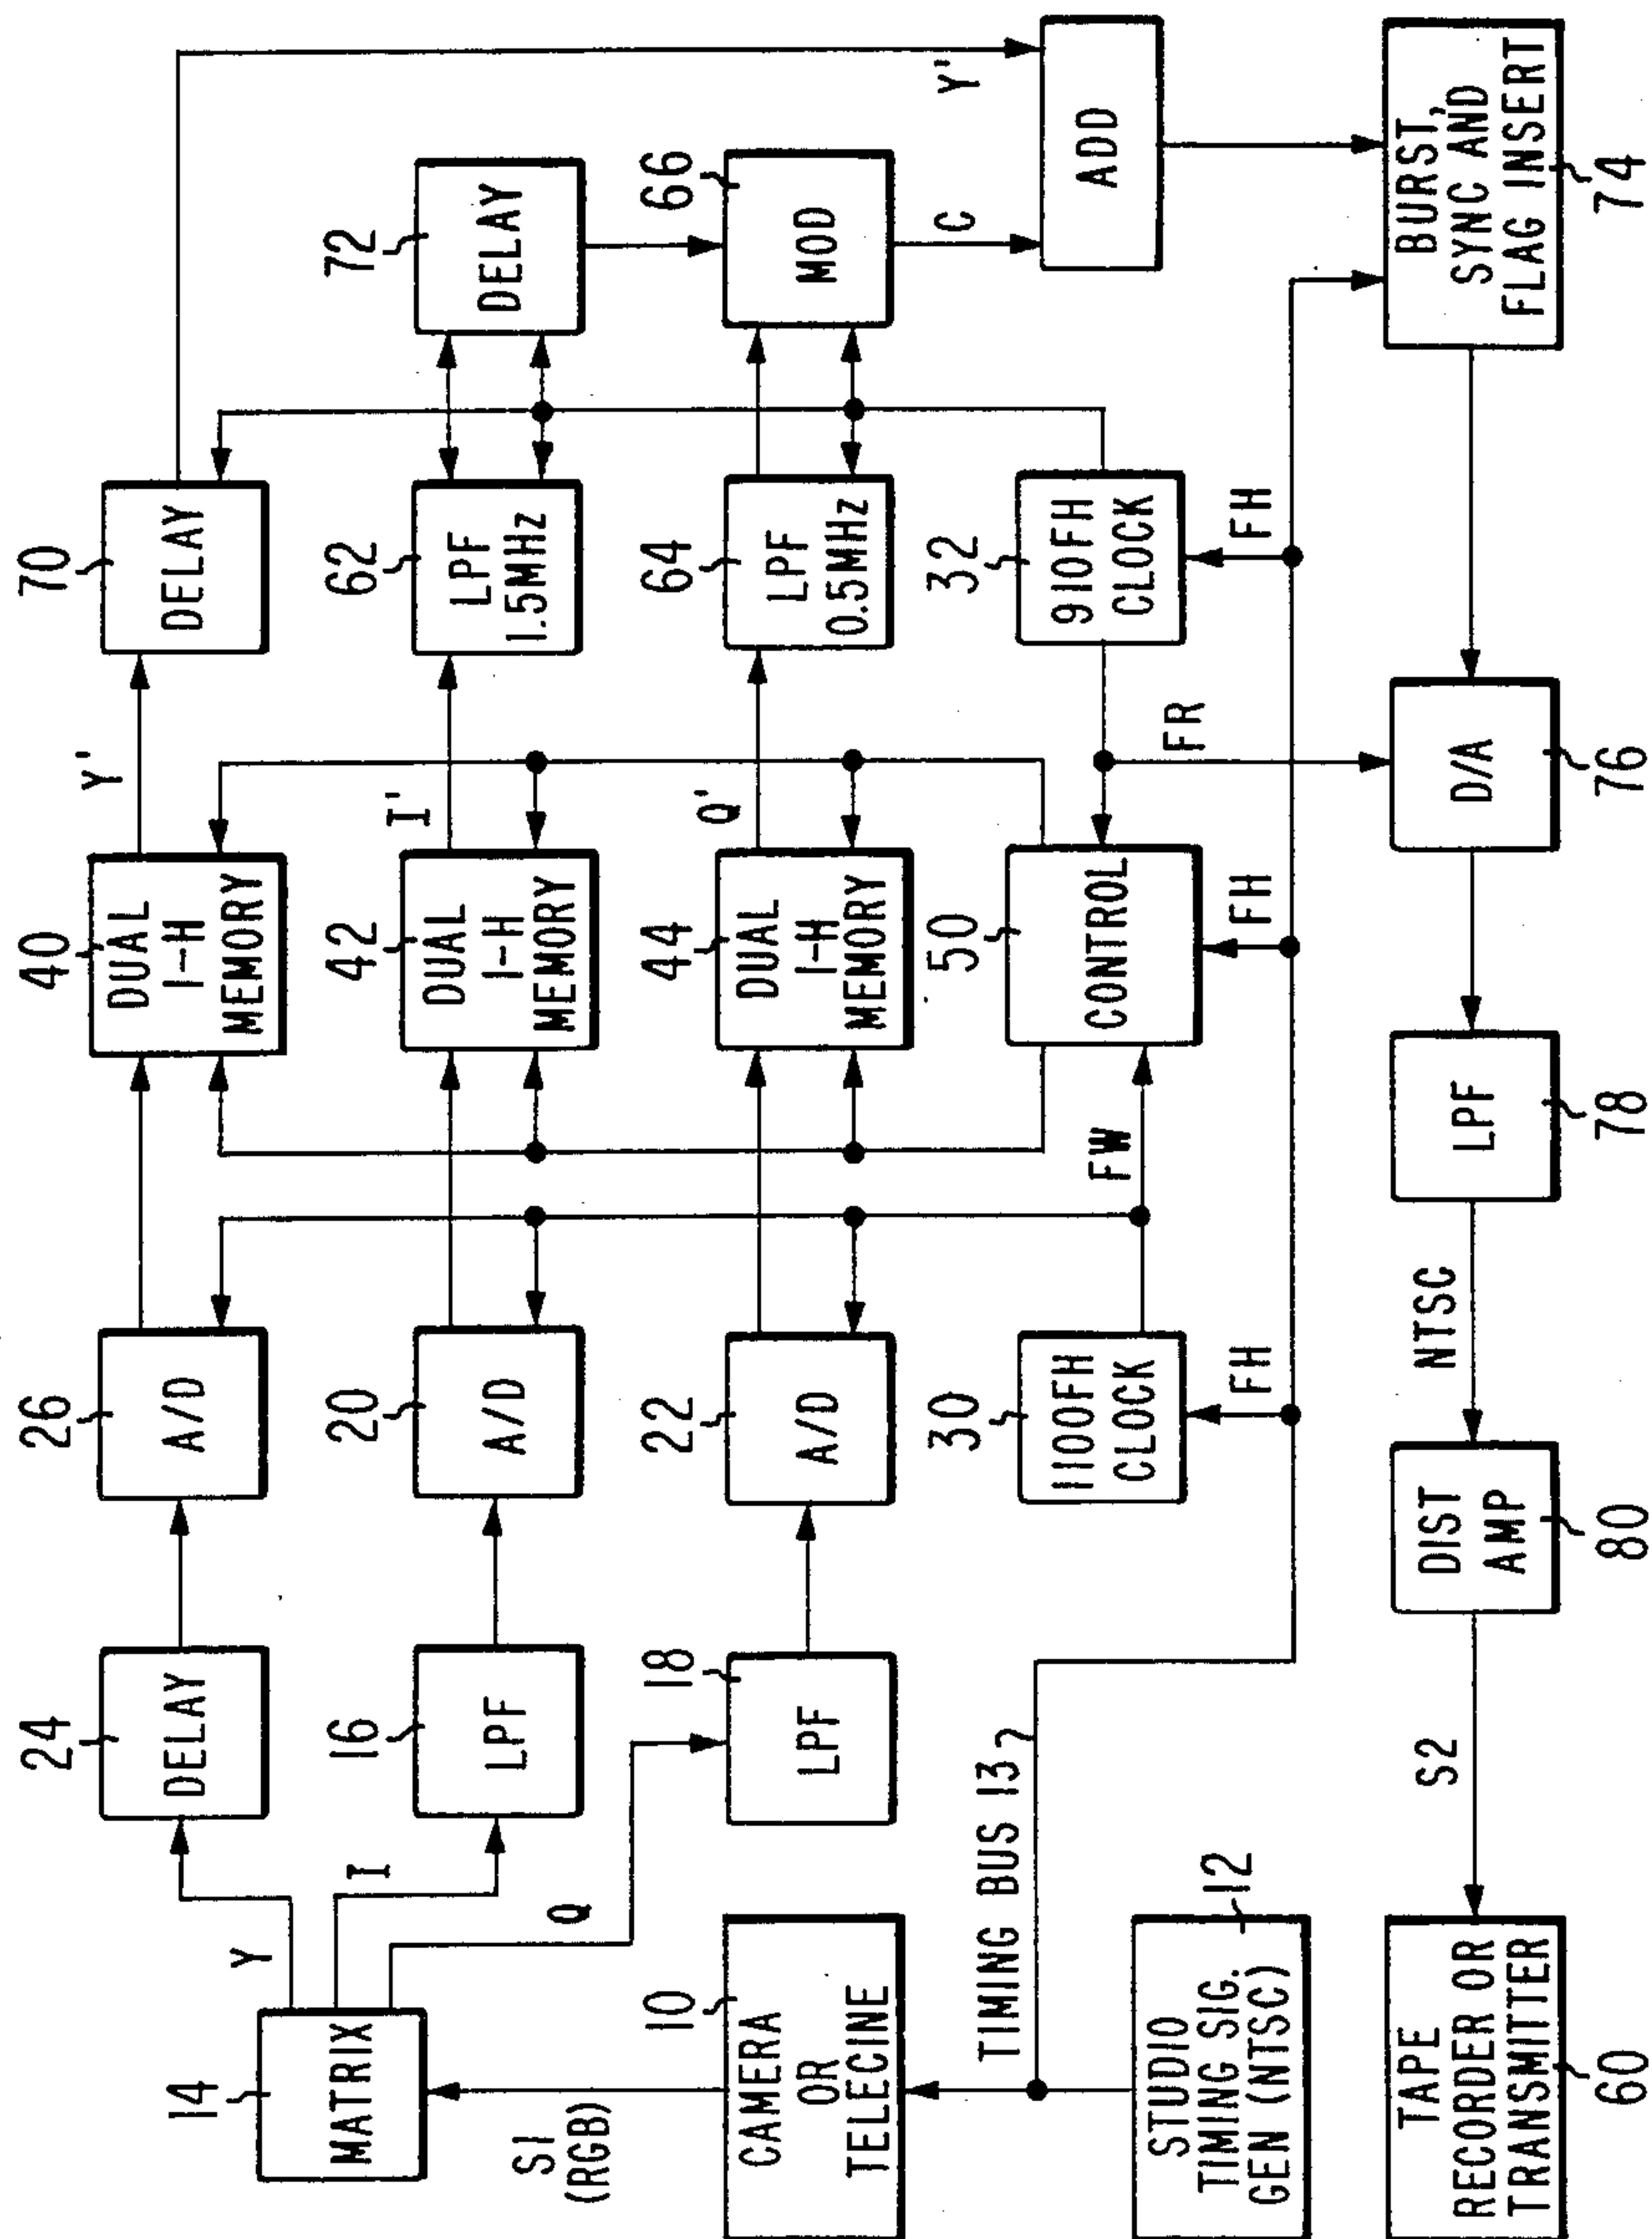 14
MATRIX
Y
I
Q
S1
(RGB)
10
CAMERA
OR
TELECINE
STUDIO
TIMING SIG.
GEN (NTSC)
12
TIMING BUS 13
24
DELAY
16
LPF
18
LPF
26
A/D
20
A/D
22
A/D
30
1100FH
CLOCK
FH
FW
40
DUAL
1-H
MEMORY
42
DUAL
1-H
MEMORY
44
DUAL
1-H
MEMORY
50
CONTROL
FH
Y'
I'
Q'
70
DELAY
62
LPF
1.5MHz
64
LPF
0.5MHz
32
910FH
CLOCK
FH
FR
72
DELAY
66
MOD
C
Y'
ADD
BURST,
SYNC AND
FLAG INSERT
74
D/A
76
LPF
78
NTSC
DIST
AMP
80
S2
TAPE
RECORDER OR
TRANSMITTER
60